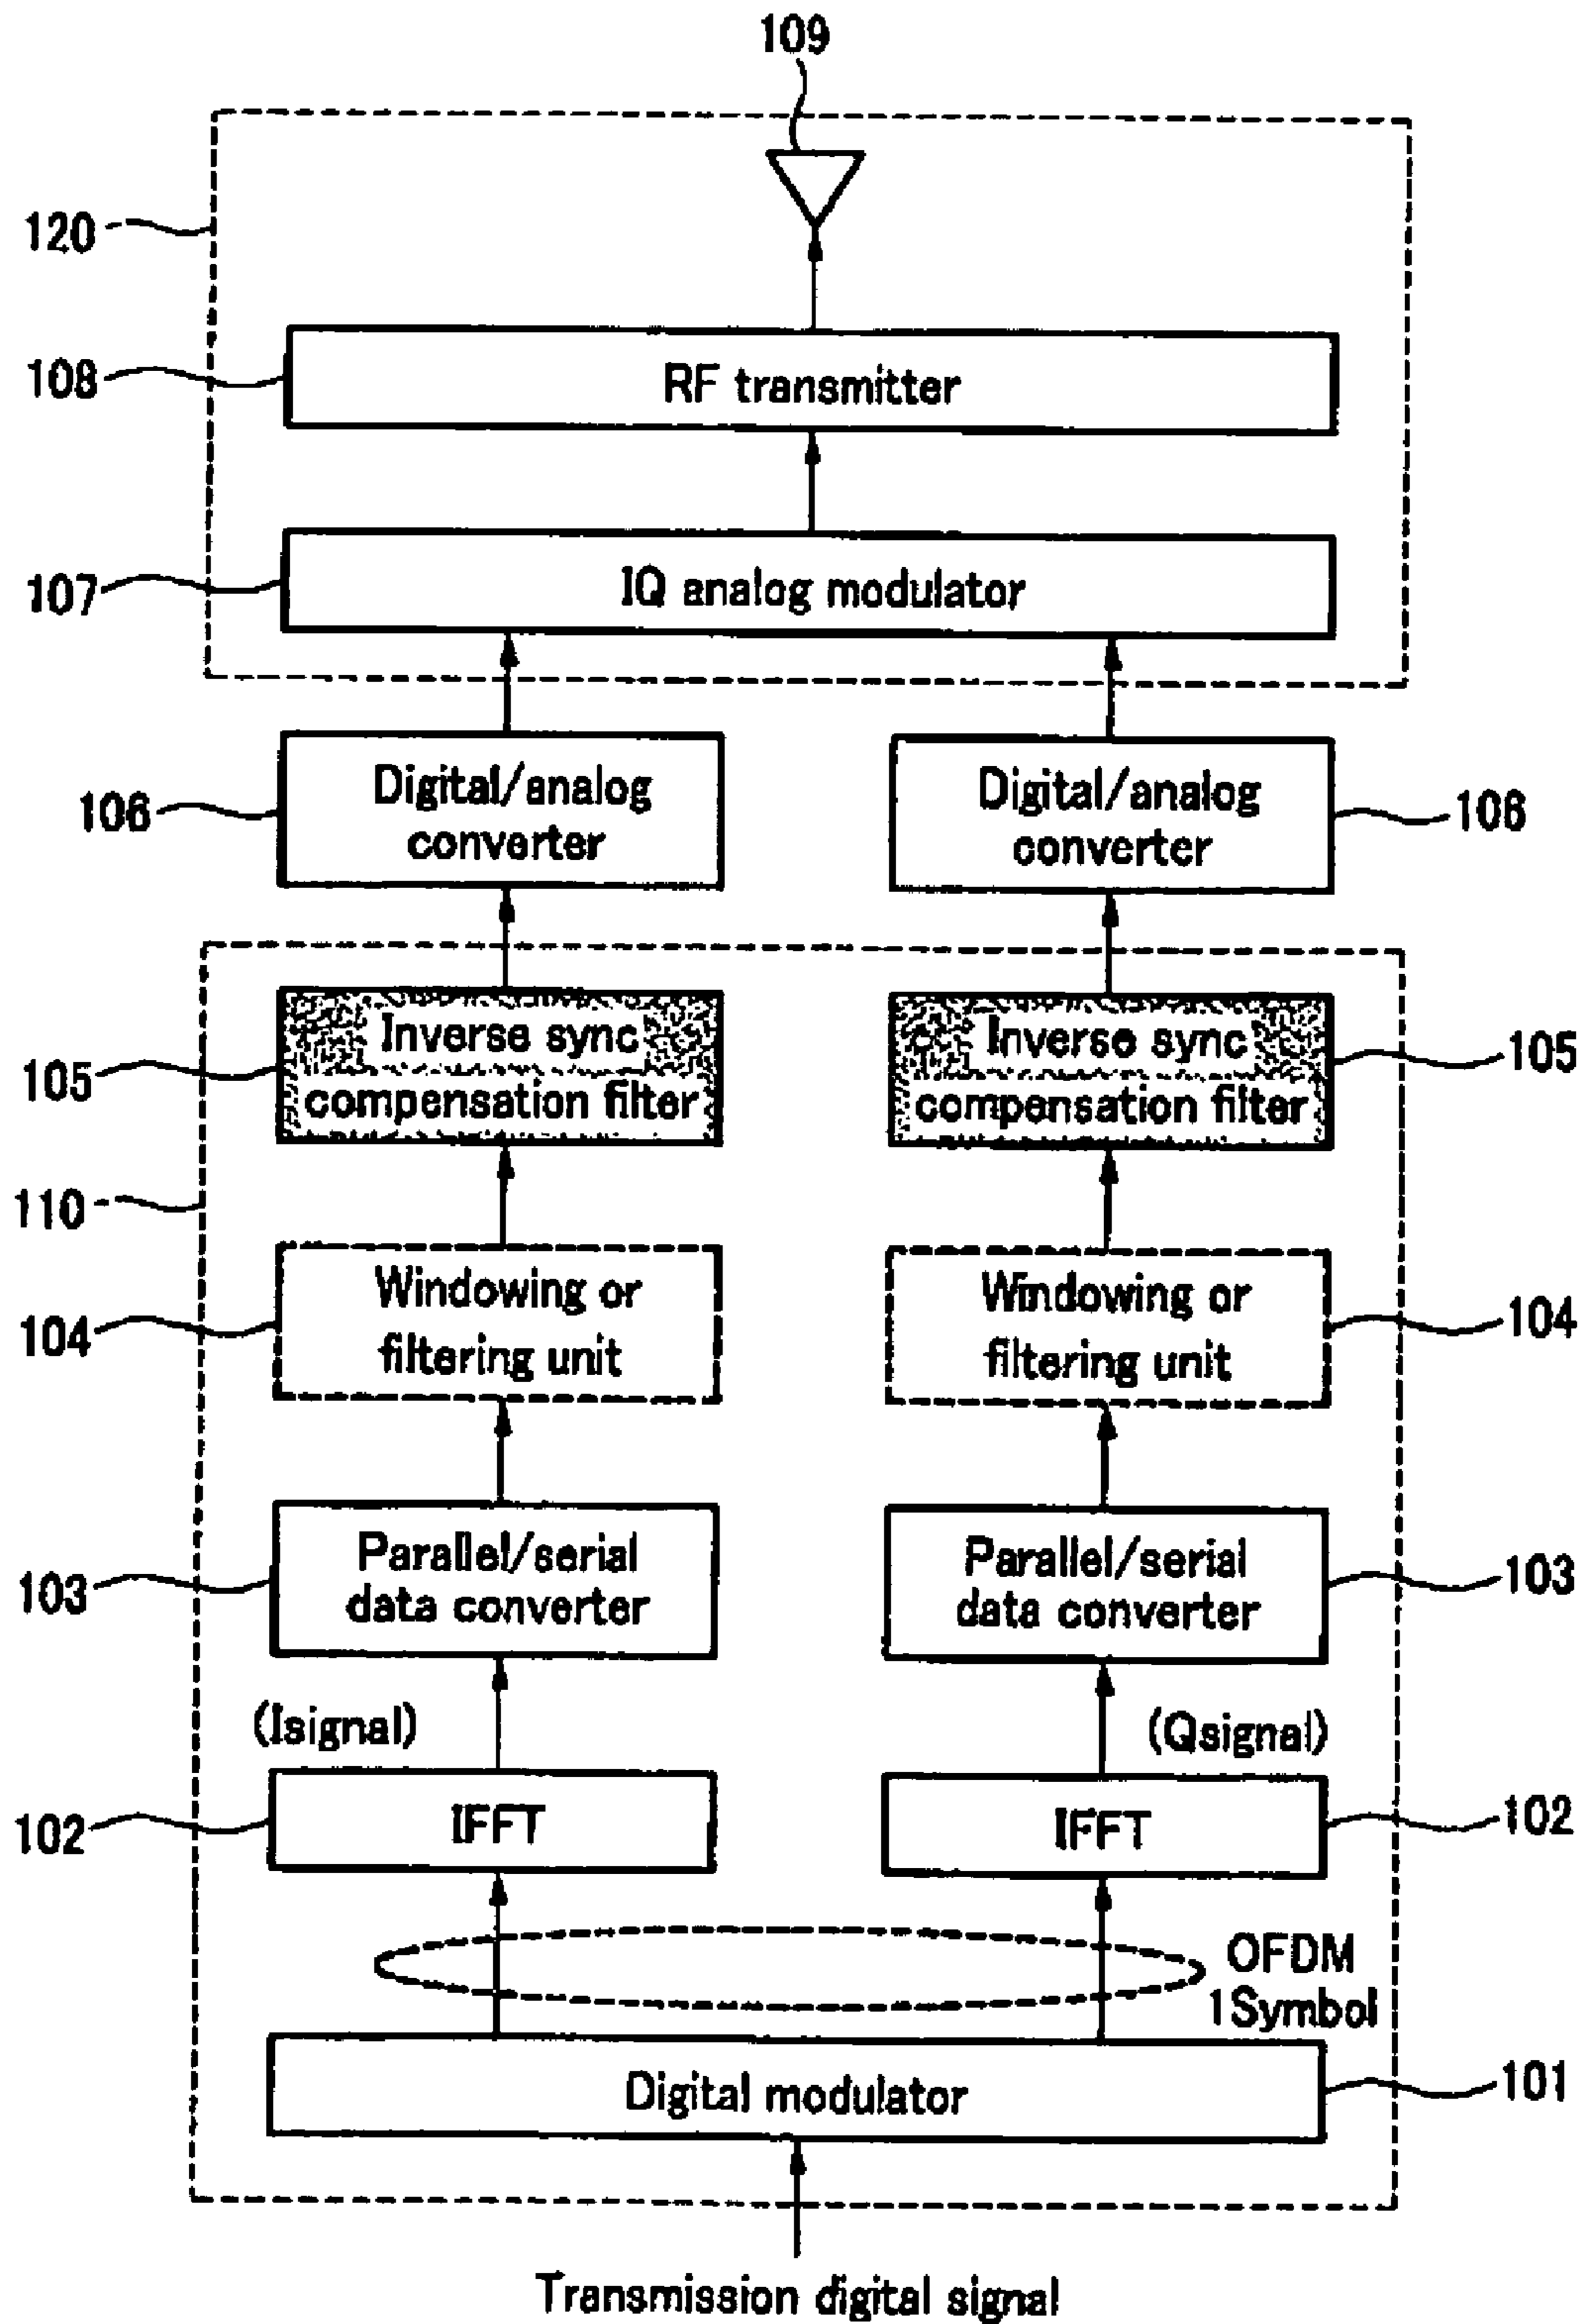 109
120
108
RF transmitter
107
IQ analog modulator
106
Digital/analog
converter
Digital/analog
converter
106
105
Inverse sync
compensation filter
Inverse sync
compensation filter
105
110
104
Windowing or
filtering unit
Windowing or
filtering unit
104
103
Parallel/serial
data converter
Parallel/serial
data converter
103
(Isignal)
(Qsignal)
102
IFFT
IFFT
102
OFDM
1Symbol
Digital modulator
101
Transmission digital signal